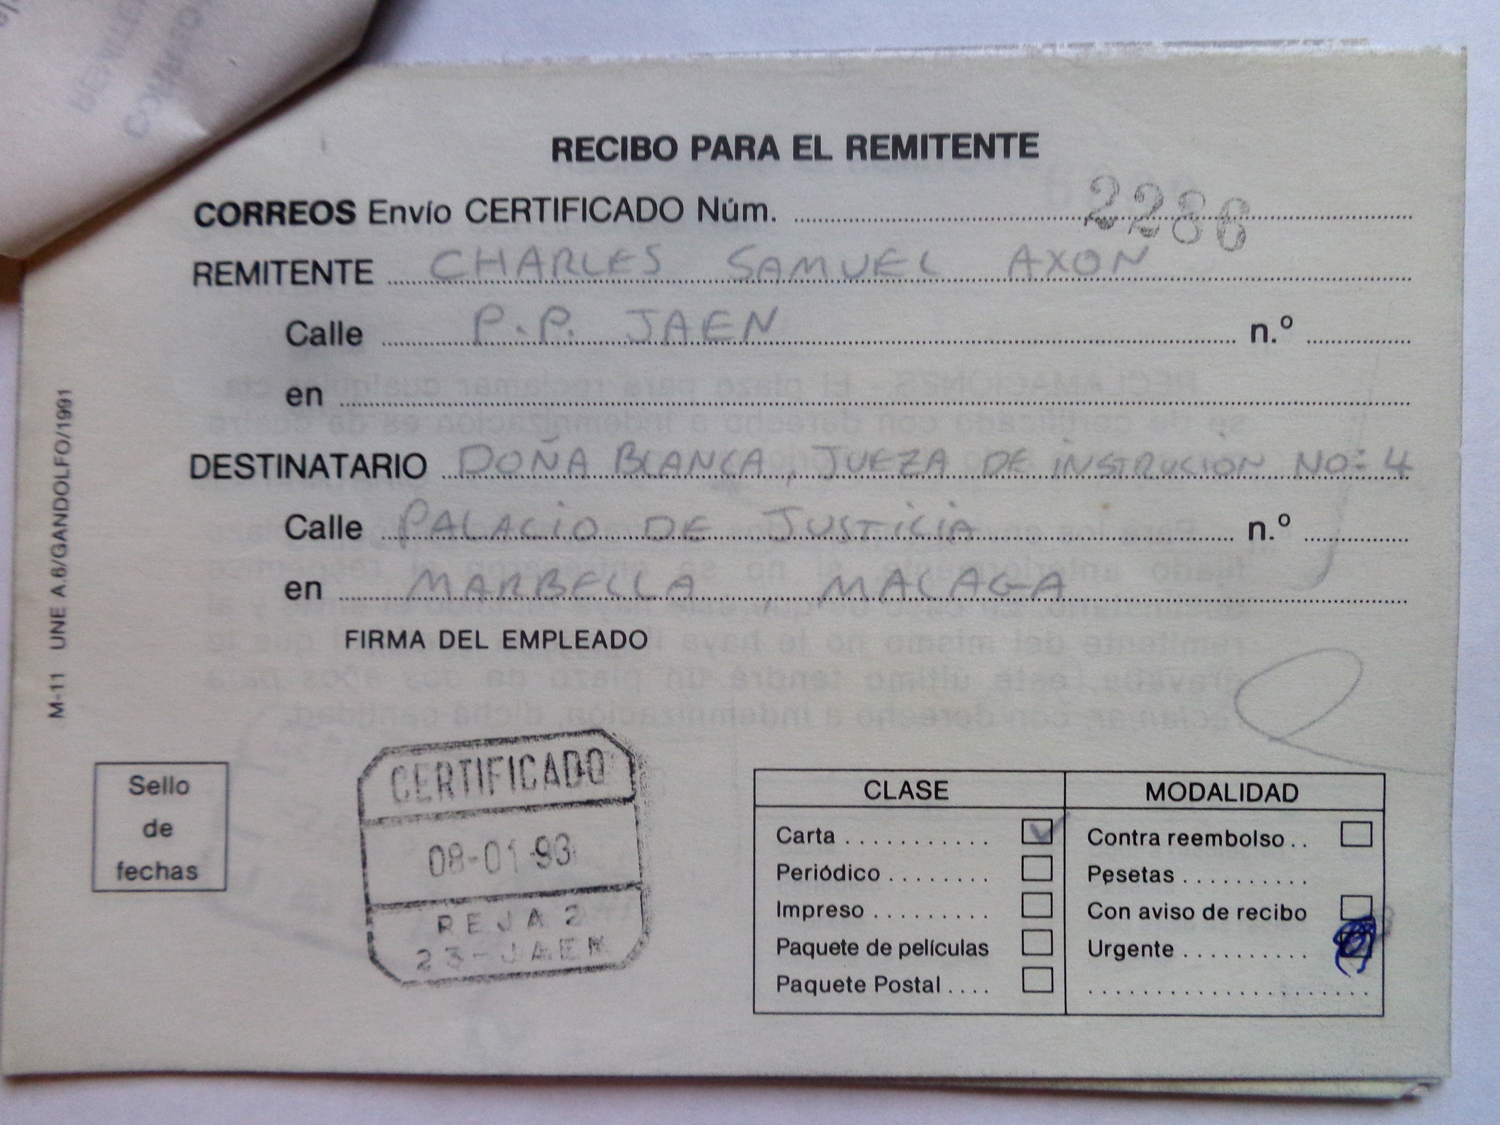 RECIBO PARA EL REMITENTE
CORREOS Envío CERTIFICADO Núm. 2286
REMITENTE CHARLES SAMUEL AXON
Calle P.P. JAEN n.º
en
DESTINATARIO DOÑA BLANCA, JUEZA DE INSTRUCIÓN NO: 4
Calle PALACIO DE JUSTICIA n.º
en MARBELLA, MALAGA
FIRMA DEL EMPLEADO
M-11 UNE A.6/GANDOLFO/1991
Sello
de
fechas
CERTIFICADO
08-01-93
REJA 2
23-JAEN
CLASE
Carta
Periódico
Impreso
Paquete de películas
Paquete Postal
MODALIDAD
Contra reembolso
Pesetas
Con aviso de recibo
Urgente